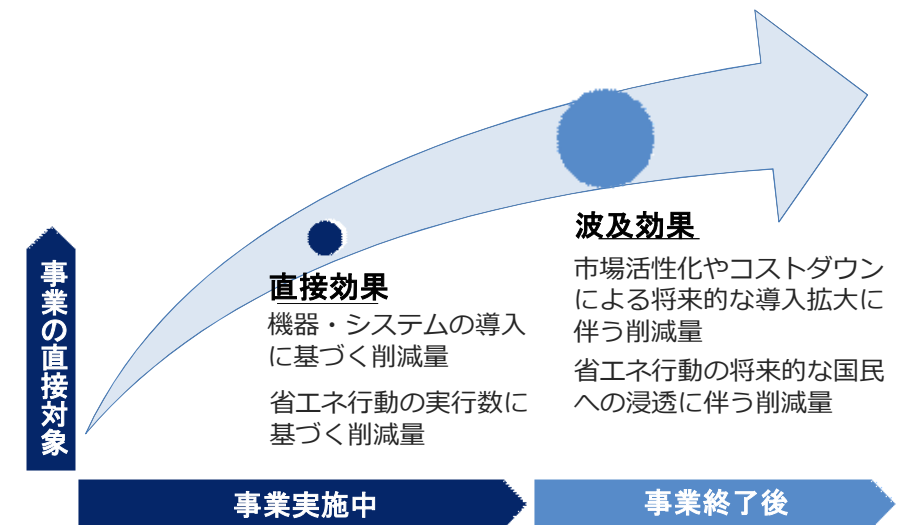 事業の直接対象
直接効果
機器・システムの導入
に基づく削減量
省エネ行動の実行数に
基づく削減量
波及効果
市場活性化やコストダウン
による将来的な導入拡大に
伴う削減量
省エネ行動の将来的な国民
への浸透に伴う削減量
事業実施中
事業終了後